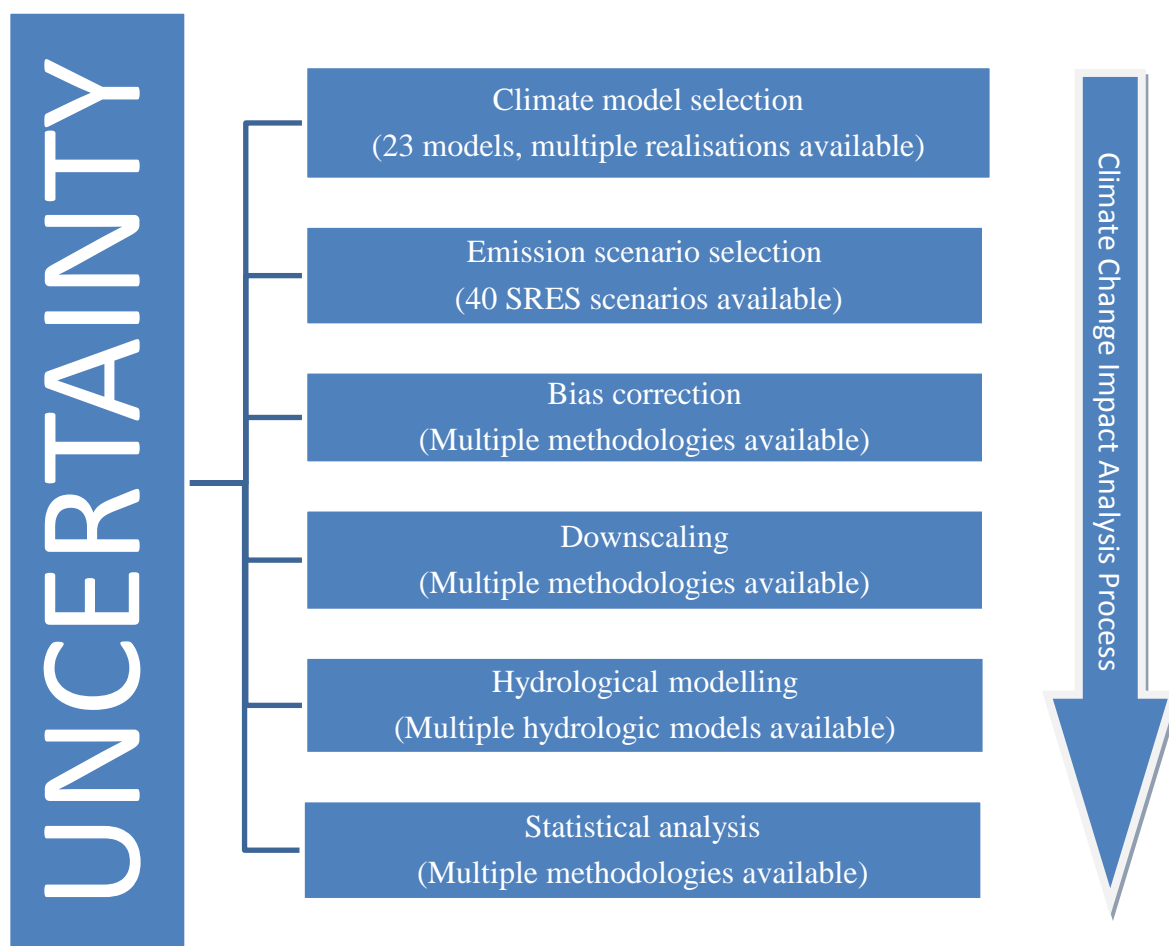 UNCERTAINTY
Climate model selection
(23 models, multiple realisations available)
Emission scenario selection
(40 SRES scenarios available)
Bias correction
(Multiple methodologies available)
Downscaling
(Multiple methodologies available)
Hydrological modelling
(Multiple hydrologic models available)
Statistical analysis
(Multiple methodologies available)
Climate Change Impact Analysis Process